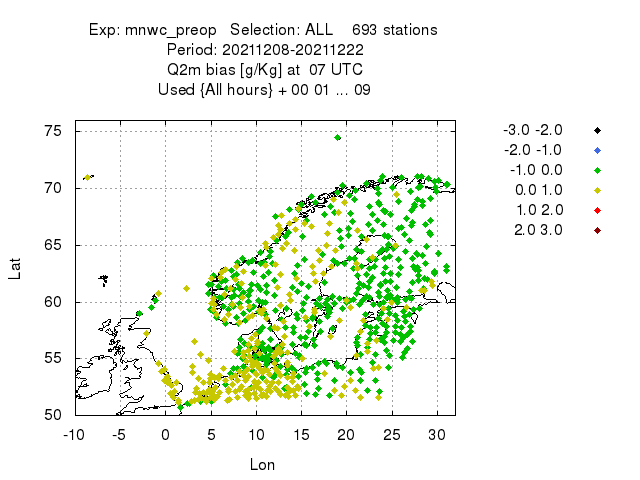 Exp: mnwc_preop   Selection: ALL    693 stations
Period: 20211208-20211222
Q2m bias [g/Kg] at  07 UTC
Used {All hours} + 00 01 ... 09
-3.0 -2.0
-2.0 -1.0
-1.0 0.0
0.0 1.0
1.0 2.0
2.0 3.0
75
70
65
60
55
50
Lat
-10 -5 0 5 10 15 20 25 30
Lon